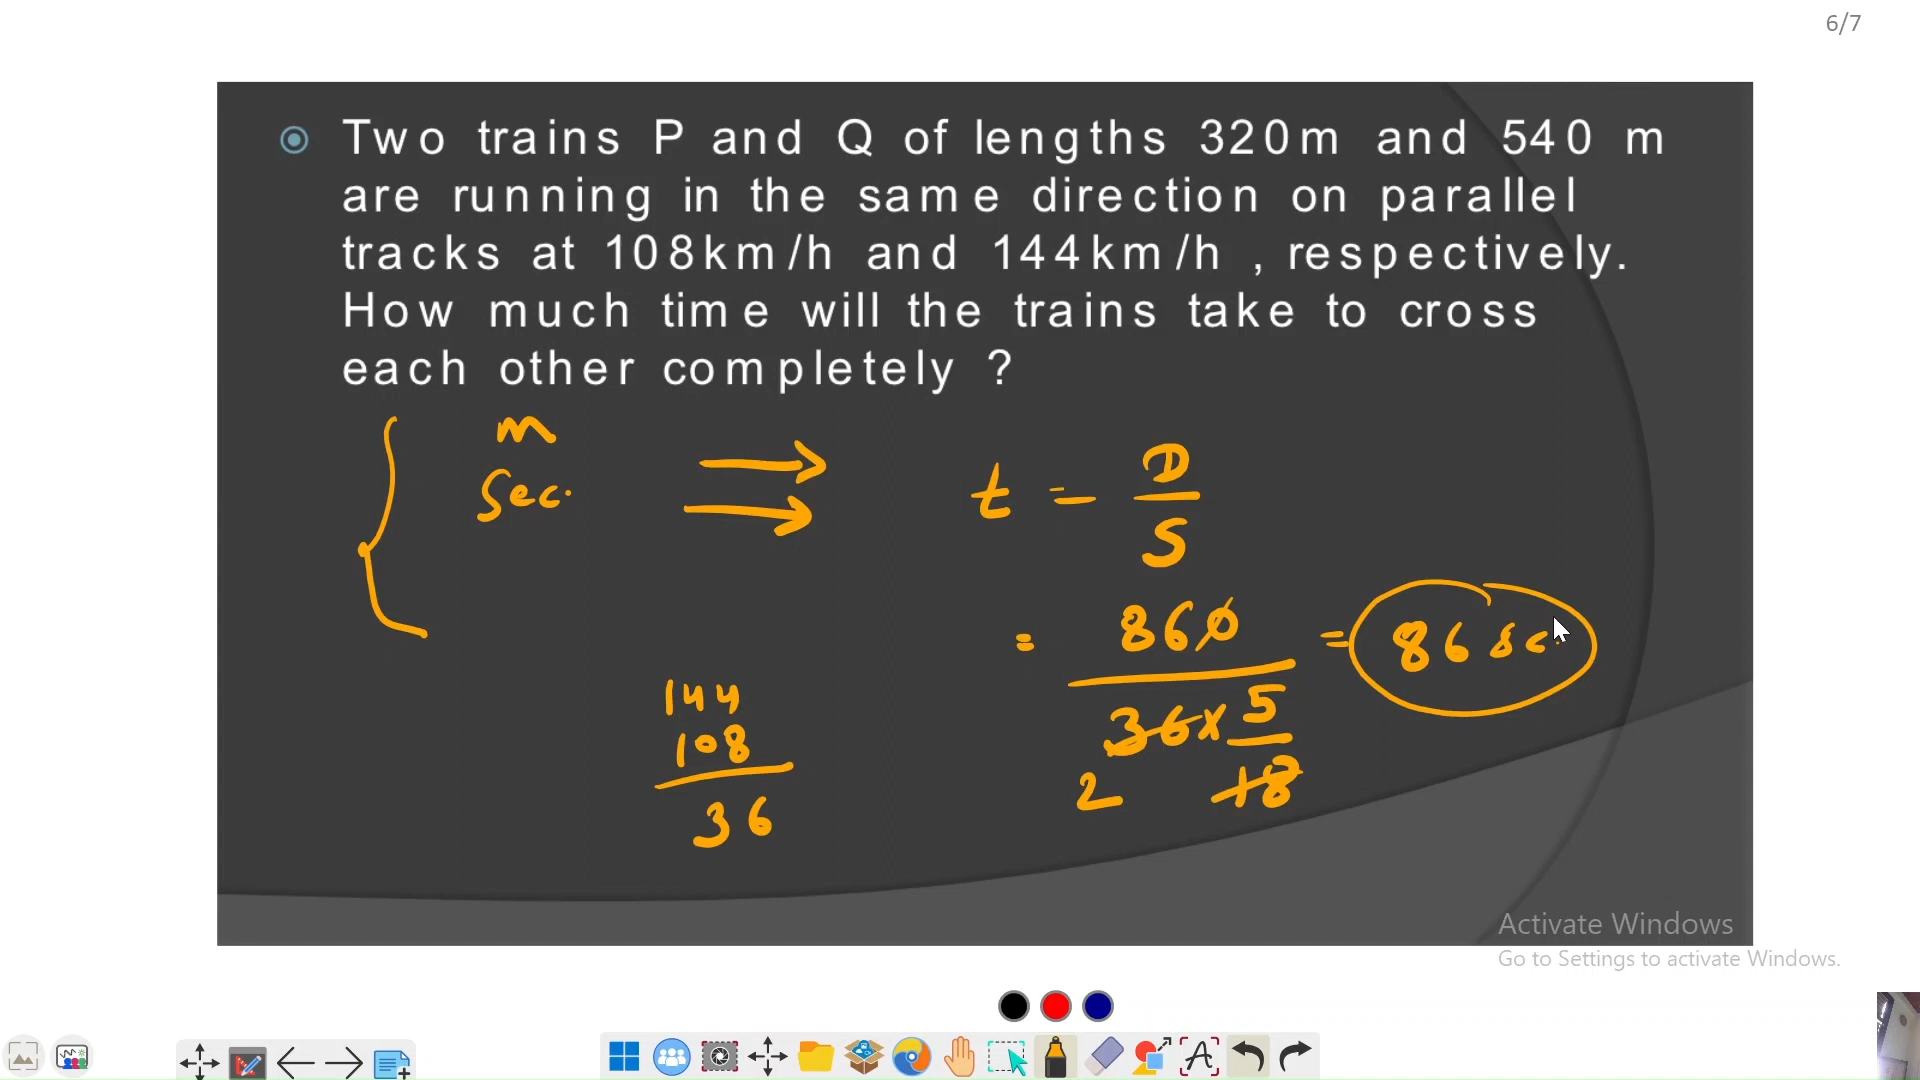 6/7
Two trains P and Q of lengths 320m and 540 m
are running in the same direction on parallel
tracks at 108km/h and 144km/h , respectively.
How much time will the trains take to cross
each other completely ?
m
Sec.
t = D/S
= 860/36x5/18 = 86 sec.
2
144
108
36
Activate Windows
Go to Settings to activate Windows.